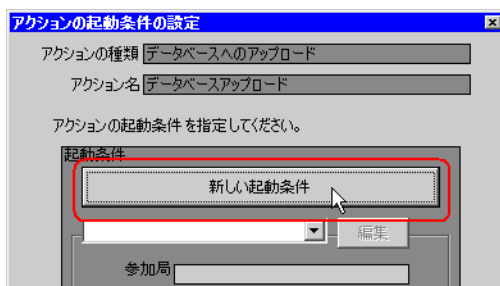 アクションの起動条件の設定
アクションの種類 データベースへのアップロード
アクション名 データベースアップロード
アクションの起動条件を指定してください。
起動条件
新しい起動条件
編集
参加局